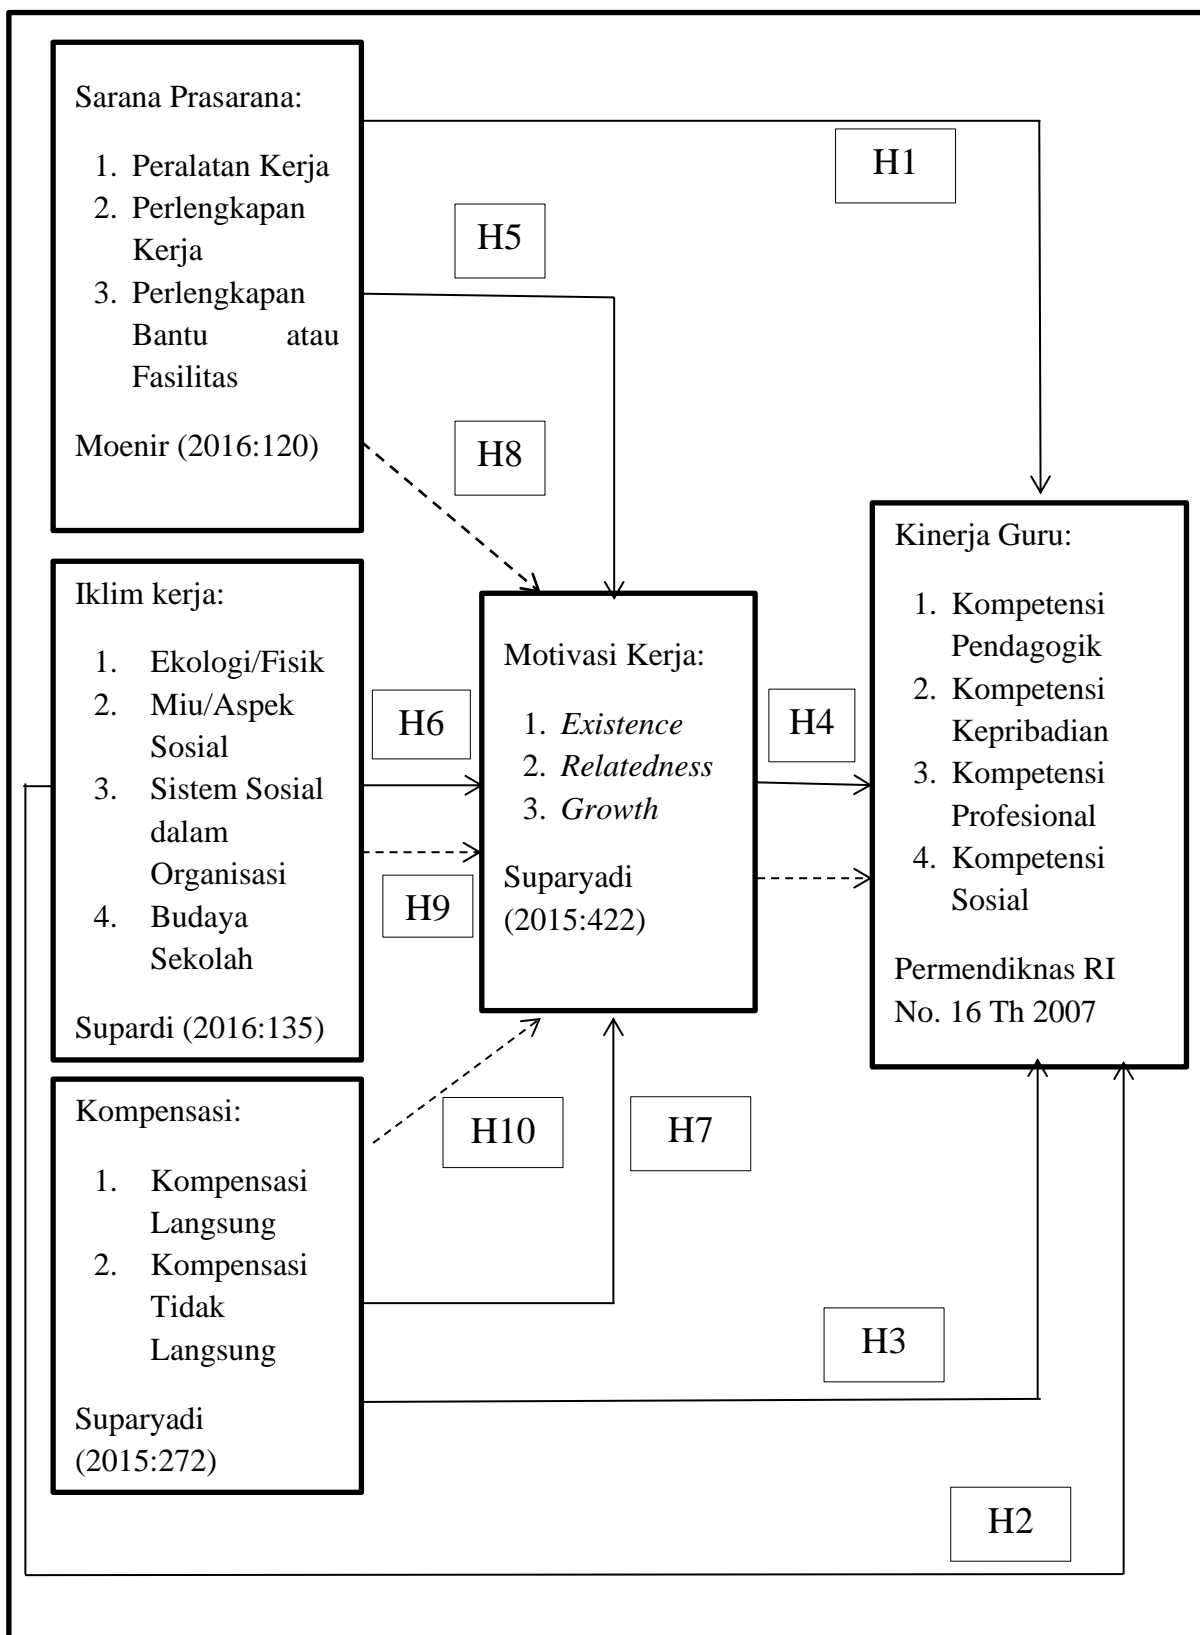 Sarana Prasarana:
1. Peralatan Kerja
2. Perlengkapan
Kerja
3. Perlengkapan
Bantu atau
Fasilitas
Moenir (2016:120)
H1
H5
H8
Iklim kerja:
1. Ekologi/Fisik
2. Miu/Aspek
Sosial
3. Sistem Sosial
dalam
Organisasi
4. Budaya
Sekolah
Supardi (2016:135)
H6
H9
Motivasi Kerja:
1. Existence
2. Relatedness
3. Growth
Suparyadi
(2015:422)
H4
Kinerja Guru:
1. Kompetensi
Pendagogik
2. Kompetensi
Kepribadian
3. Kompetensi
Profesional
4. Kompetensi
Sosial
Permendiknas RI
No. 16 Th 2007
Kompensasi:
1. Kompensasi
Langsung
2. Kompensasi
Tidak
Langsung
Suparyadi
(2015:272)
H10
H7
H3
H2